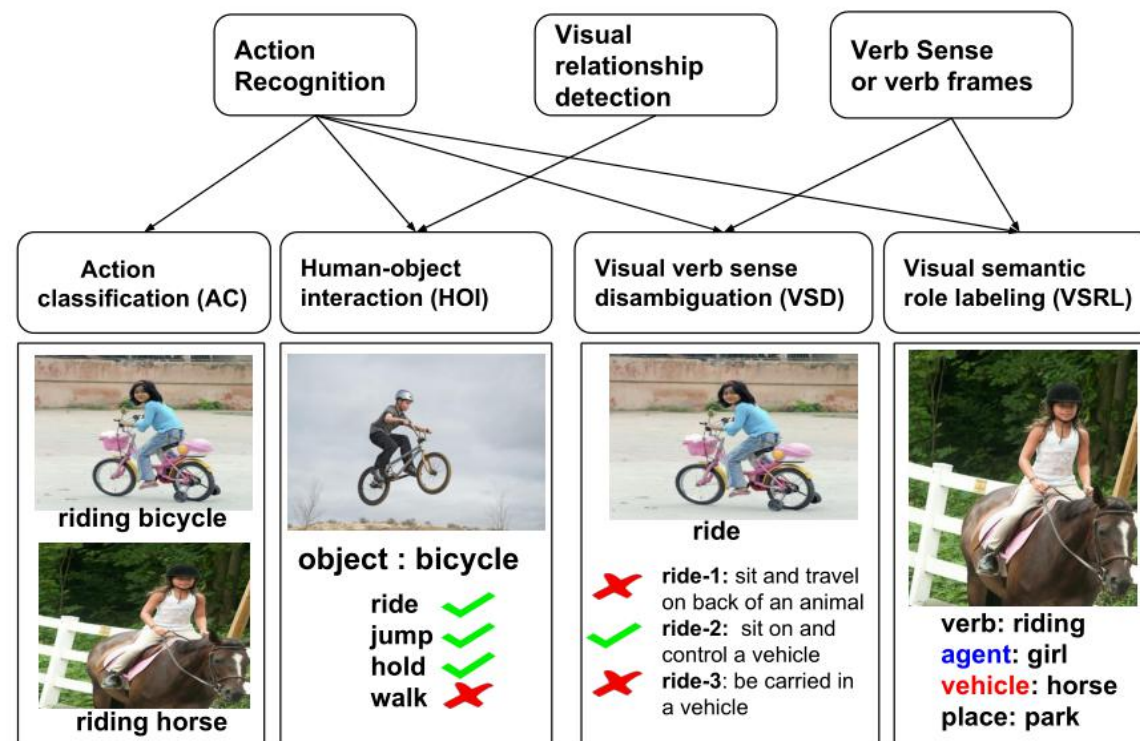 Action
Recognition
Visual
relationship
detection
Verb Sense
or verb frames
Action
classification (AC)
Human-object
interaction (HOI)
Visual verb sense
disambiguation (VSD)
Visual semantic
role labeling (VSRL)
riding bicycle
riding horse
object : bicycle
ride
jump
hold
walk
ride
ride-1: sit and travel
on back of an animal
ride-2: sit on and
control a vehicle
ride-3: be carried in
a vehicle
verb: riding
agent: girl
vehicle: horse
place: park